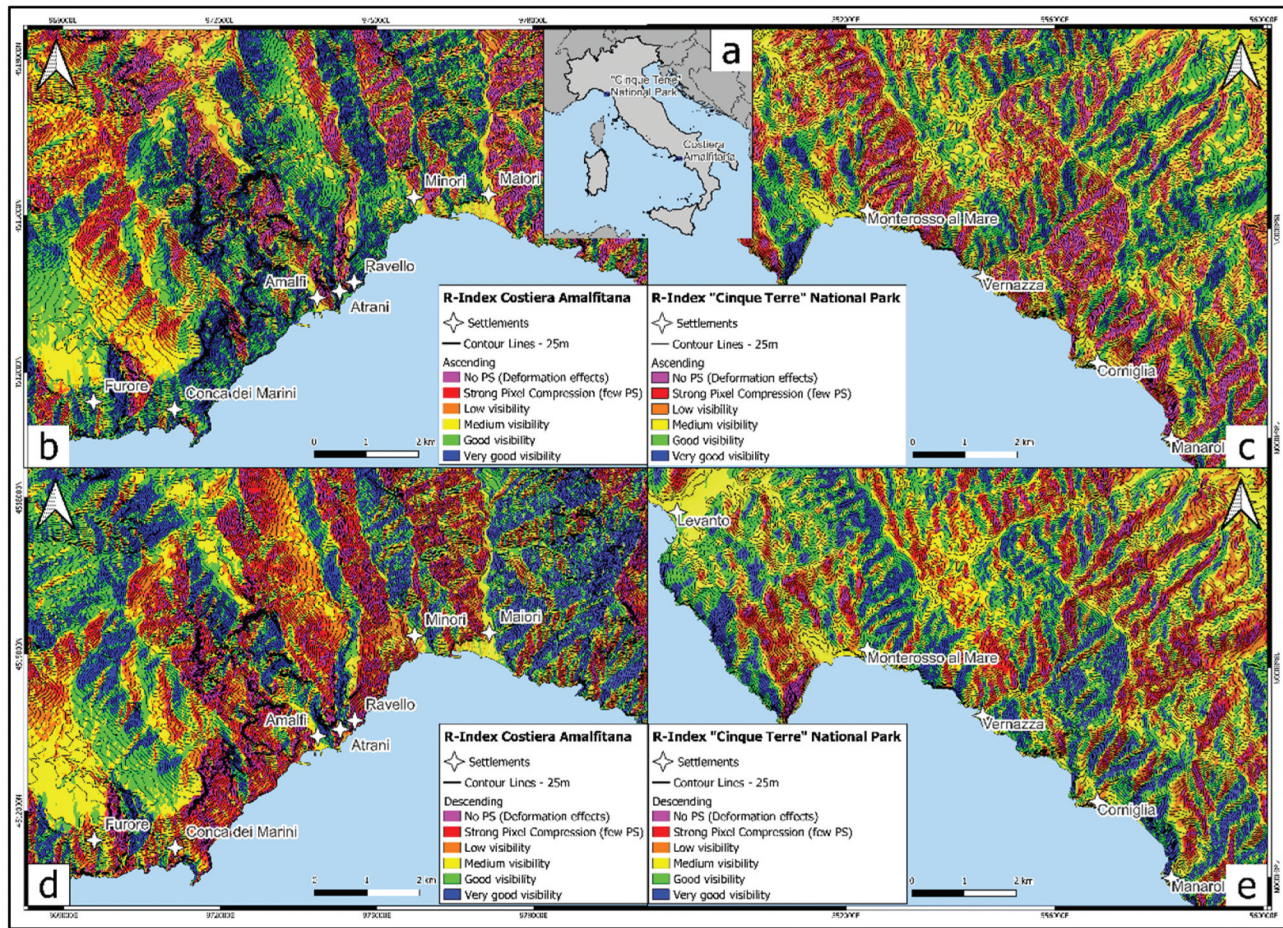 972000E
978000E
556000E
a
"Cinque Terre"
National Park
Costiera
Amalfitana
Minori
Maiori
Ravello
Amalfi
Atrani
Furore
Conca dei Marini
b
0 1 2 km
R-Index Costiera Amalfitana
Settlements
Contour Lines - 25m
Ascending
No PS (Deformation effects)
Strong Pixel Compression (few PS)
Low visibility
Medium visibility
Good visibility
Very good visibility
R-Index "Cinque Terre" National Park
Settlements
Contour Lines - 25m
Ascending
No PS (Deformation effects)
Strong Pixel Compression (few PS)
Low visibility
Medium visibility
Good visibility
Very good visibility
Monterosso al Mare
Vernazza
Corniglia
Manarol
0 1 2 km
c
Minori
Maiori
Ravello
Amalfi
Atrani
Furore
Conca dei Marini
d
0 1 2 km
R-Index Costiera Amalfitana
Settlements
Contour Lines - 25m
Descending
No PS (Deformation effects)
Strong Pixel Compression (few PS)
Low visibility
Medium visibility
Good visibility
Very good visibility
R-Index "Cinque Terre" National Park
Settlements
Contour Lines - 25m
Descending
No PS (Deformation effects)
Strong Pixel Compression (few PS)
Low visibility
Medium visibility
Good visibility
Very good visibility
Levanto
Monterosso al Mare
Vernazza
Corniglia
Manarol
0 1 2 km
e
972000E
978000E
556000E